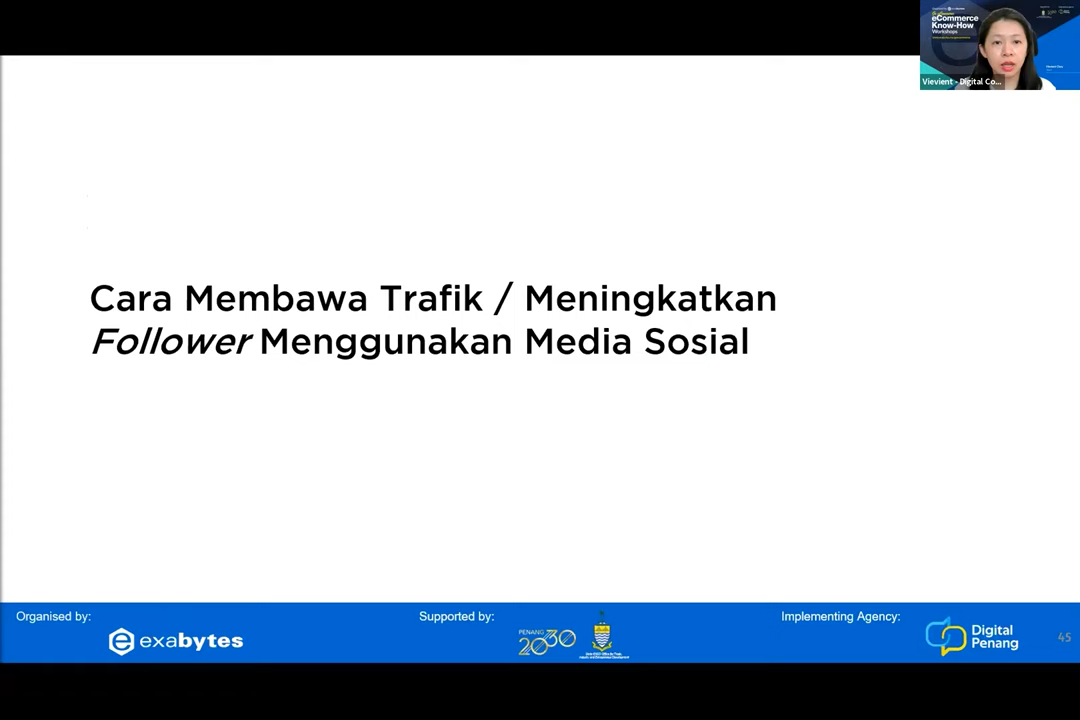 eCommerce
Know-How
Workshops
Vievient - Digital Co...
Cara Membawa Trafik / Meningkatkan
Follower Menggunakan Media Sosial
Organised by:
exabytes
Supported by:
PENANG
2030
Implementing Agency:
Digital
Penang
45